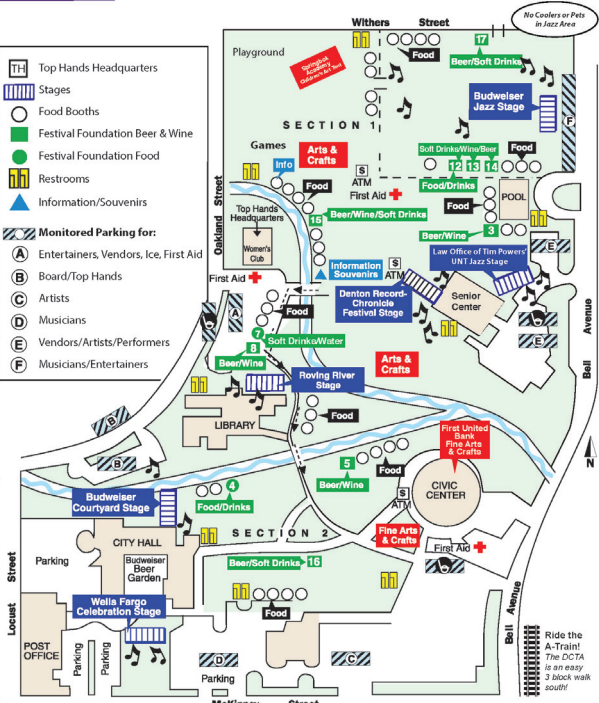 No Coolers or Pets
in Jazz Area
Withers Street
Playground
Springbok
Academy
Children's Art Tent
Food
17
Beer/Soft Drinks
Budweiser
Jazz Stage
F
SECTION 1
Games
Arts &
Crafts
Info
Food
S
ATM
First Aid
Soft Drinks/Wine/Beer
12 13 14
Food
Food/Drinks
Food
POOL
15
Beer/Wine/Soft Drinks
3
Beer/Wine
Oakland Street
Top Hands
Headquarters
Women's
Club
First Aid
Information
Souvenirs
S
ATM
Law Office of Tim Powers'
UNT Jazz Stage
E
Denton Record-
Chronicle
Festival Stage
Senior
Center
E
A
Food
7
Soft Drinks/Water
8
Beer/Wine
Arts &
Crafts
Bell Avenue
Roving River
Stage
LIBRARY
Food
B
B
First United
Bank
Fine Arts
& Crafts
N
5
Beer/Wine
Food
S
ATM
CIVIC
CENTER
Budweiser
Courtyard Stage
4
Food/Drinks
Fine Arts
& Crafts
First Aid
CITY HALL
SECTION 2
Budweiser
Beer
Garden
Parking
Beer/Soft Drinks
16
Food
Wells Fargo
Celebration Stage
Locust Street
POST
OFFICE
Parking
Parking
D
Parking
C
Bell Avenue
Ride the
A-Train!
The DCTA
is an easy
3 block walk
south!
McKinney Street
TH Top Hands Headquarters
Stages
Food Booths
Festival Foundation Beer & Wine
Festival Foundation Food
Restrooms
Information/Souvenirs
Monitored Parking for:
A Entertainers, Vendors, Ice, First Aid
B Board/Top Hands
C Artists
D Musicians
E Vendors/Artists/Performers
F Musicians/Entertainers